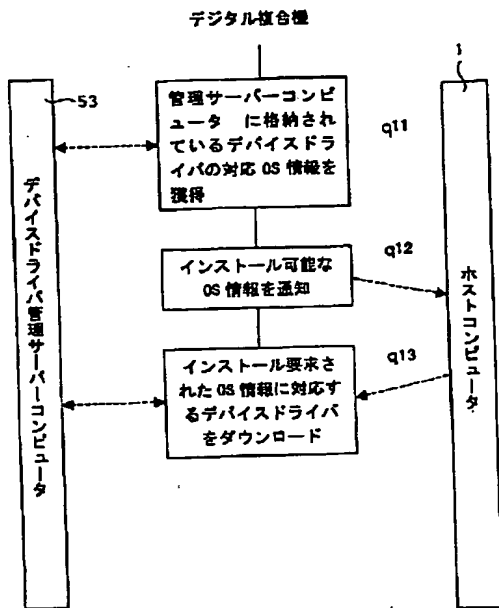 デジタル複合機
53
1
管理サーバーコンピ
ュータ に格納され
ているデバイスドラ
イバの対応 OS 情報を
獲得
q11
インストール可能な
OS 情報を通知
q12
インストール要求さ
れた OS 情報に対応す
るデバイスドライバ
をダウンロード
q13
デバイスドライバ管理サーバーコンピュータ
ホストコンピュータ